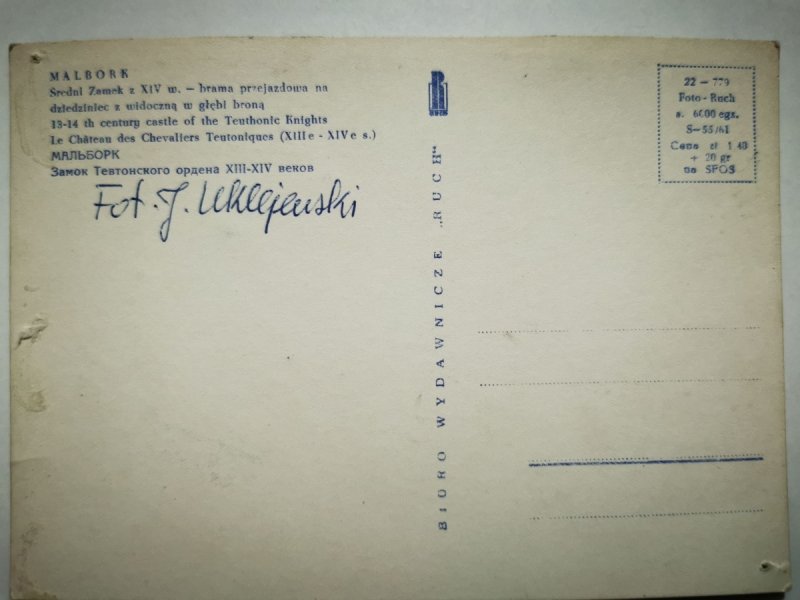 MALBORK
Średni Zamek z XIV w. – brama przejazdowa na
dziedziniec z widoczną w głębi broną
13-14 th century castle of the Teuthonic Knights
Le Château des Chevaliers Teutoniques (XIIIe - XIVe s.)
МАЛЬБОРК
Замок Тевтонского ордена XIII-XIV веков
Fot. J. Uklejewski
BIURO WYDAWNICZE „RUCH"
22 – 779
Foto - Ruch
n. 6000 egz.
S-55/61
Cena zł 1.40
+ 20 gr
na SFOS